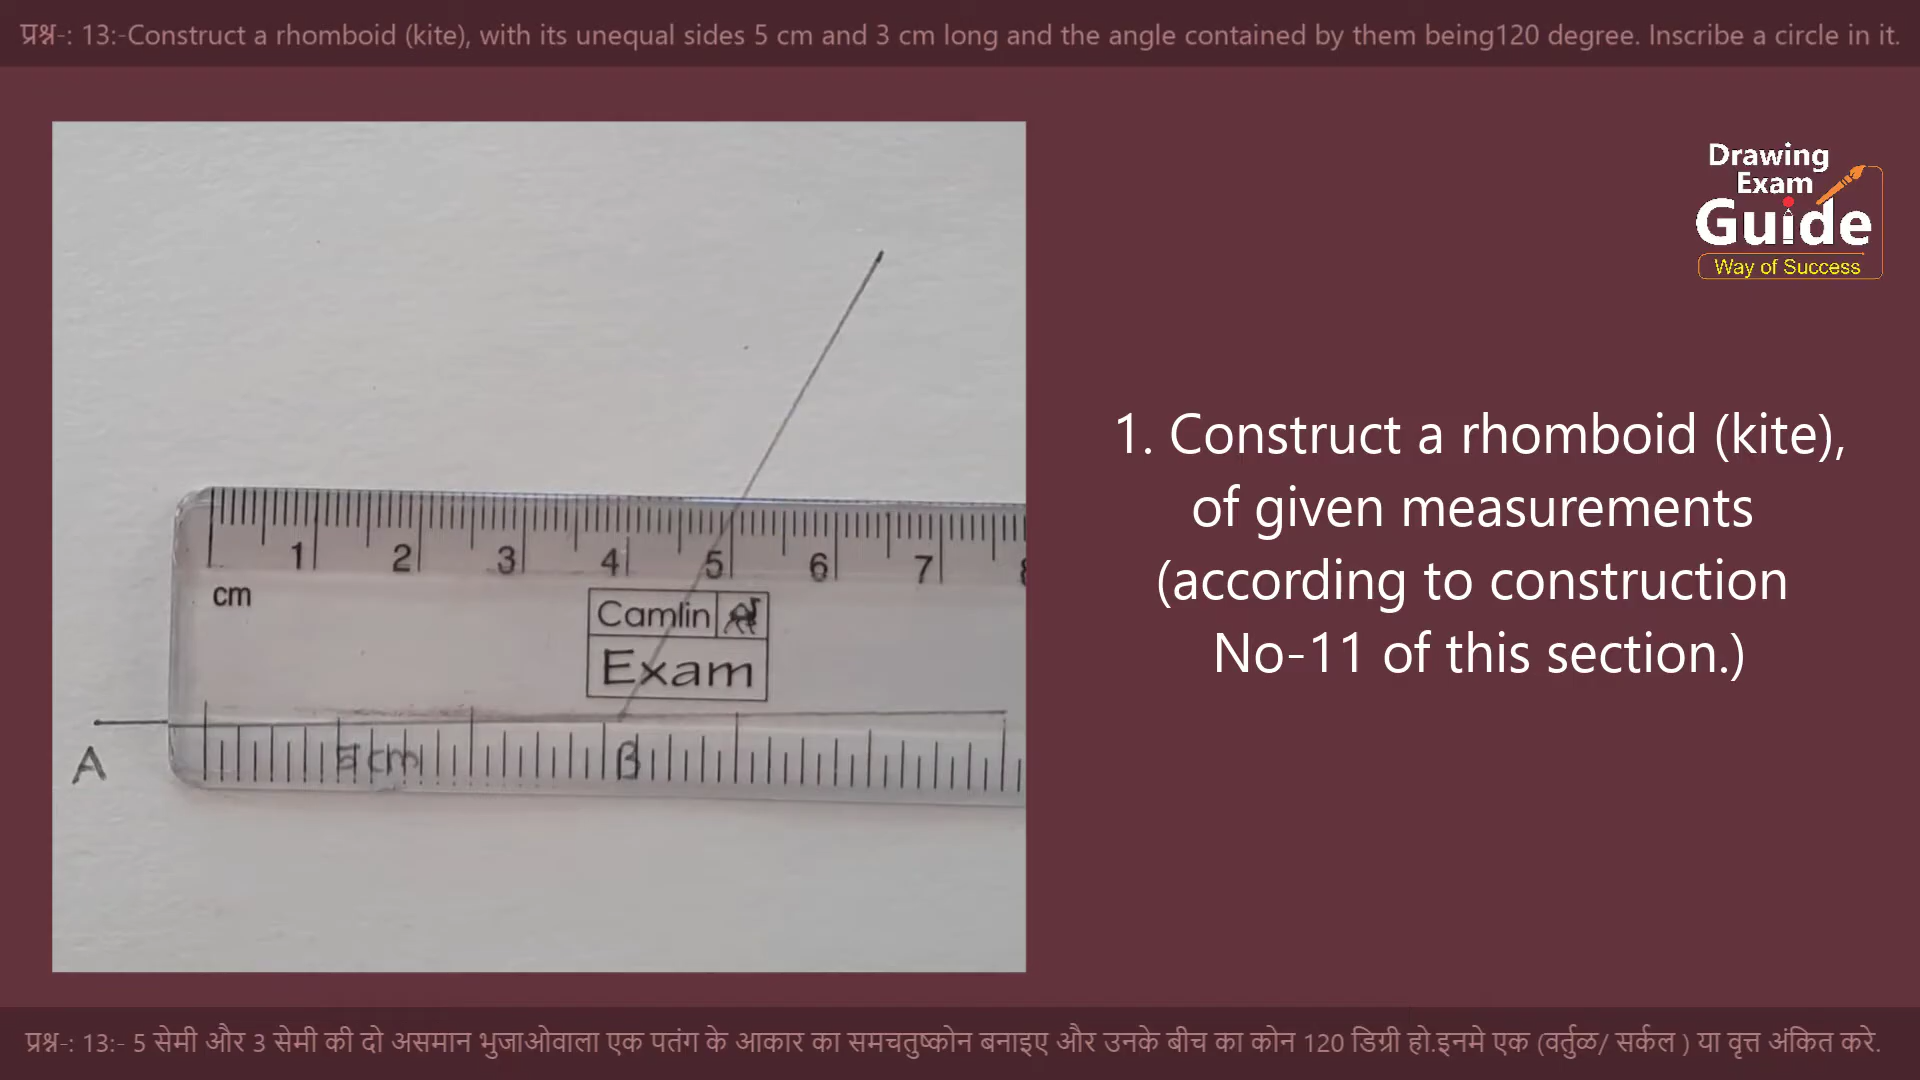 प्रश्न-: 13:-Construct a rhomboid (kite), with its unequal sides 5 cm and 3 cm long and the angle contained by them being120 degree. Inscribe a circle in it.
Drawing
Exam
Guide
Way of Success
1. Construct a rhomboid (kite),
of given measurements
(according to construction
No-11 of this section.)
1 2 3 4 5 6 7
cm
Camlin
Exam
A 5 cm B
प्रश्न-: 13:- 5 सेमी और 3 सेमी की दो असमान भुजाओवाला एक पतंग के आकार का समचतुष्कोन बनाइए और उनके बीच का कोन 120 डिग्री हो.इनमे एक (वर्तुळ/ सर्कल ) या वृत्त अंकित करे.